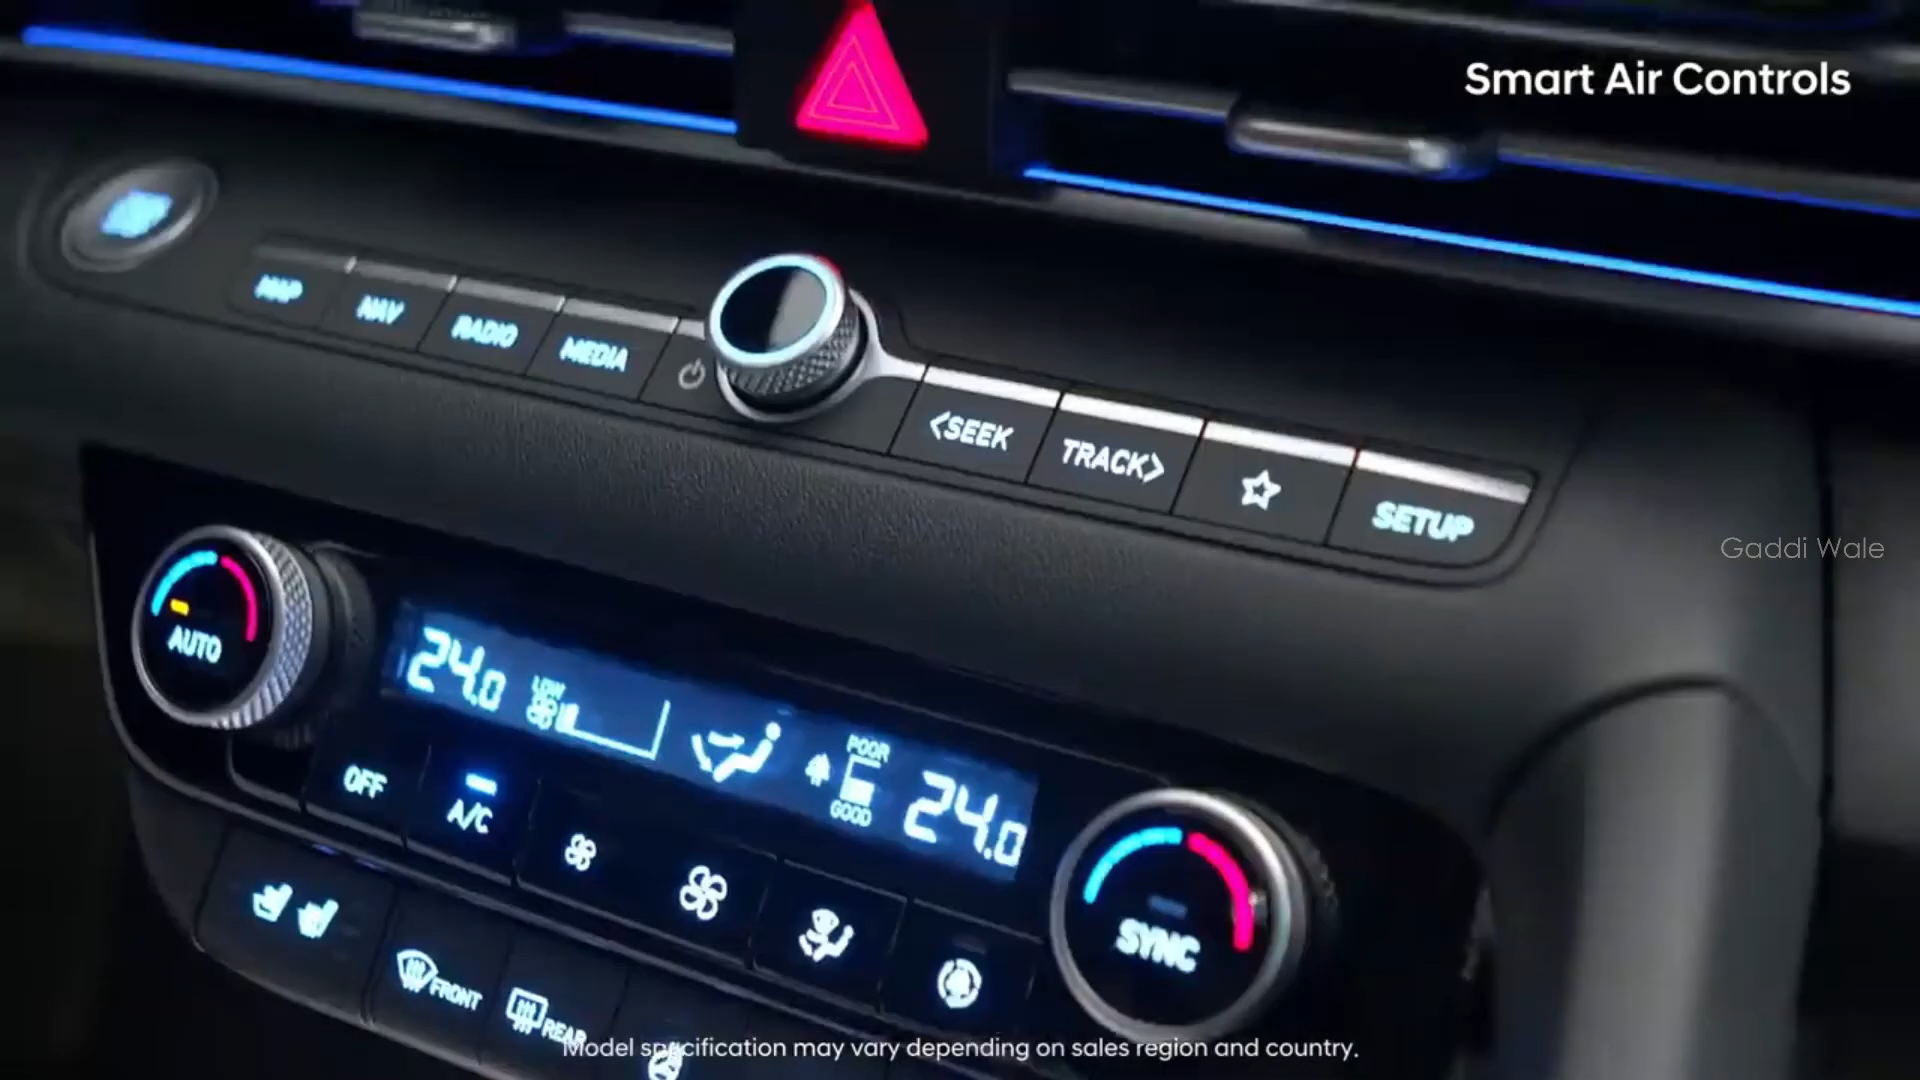 Smart Air Controls
MAP
NAV
RADIO
MEDIA
<SEEK
TRACK>
SETUP
Gaddi Wale
AUTO
24.0
LOW
POOR
GOOD
24.0
OFF
A/C
SYNC
FRONT
REAR
Model specification may vary depending on sales region and country.